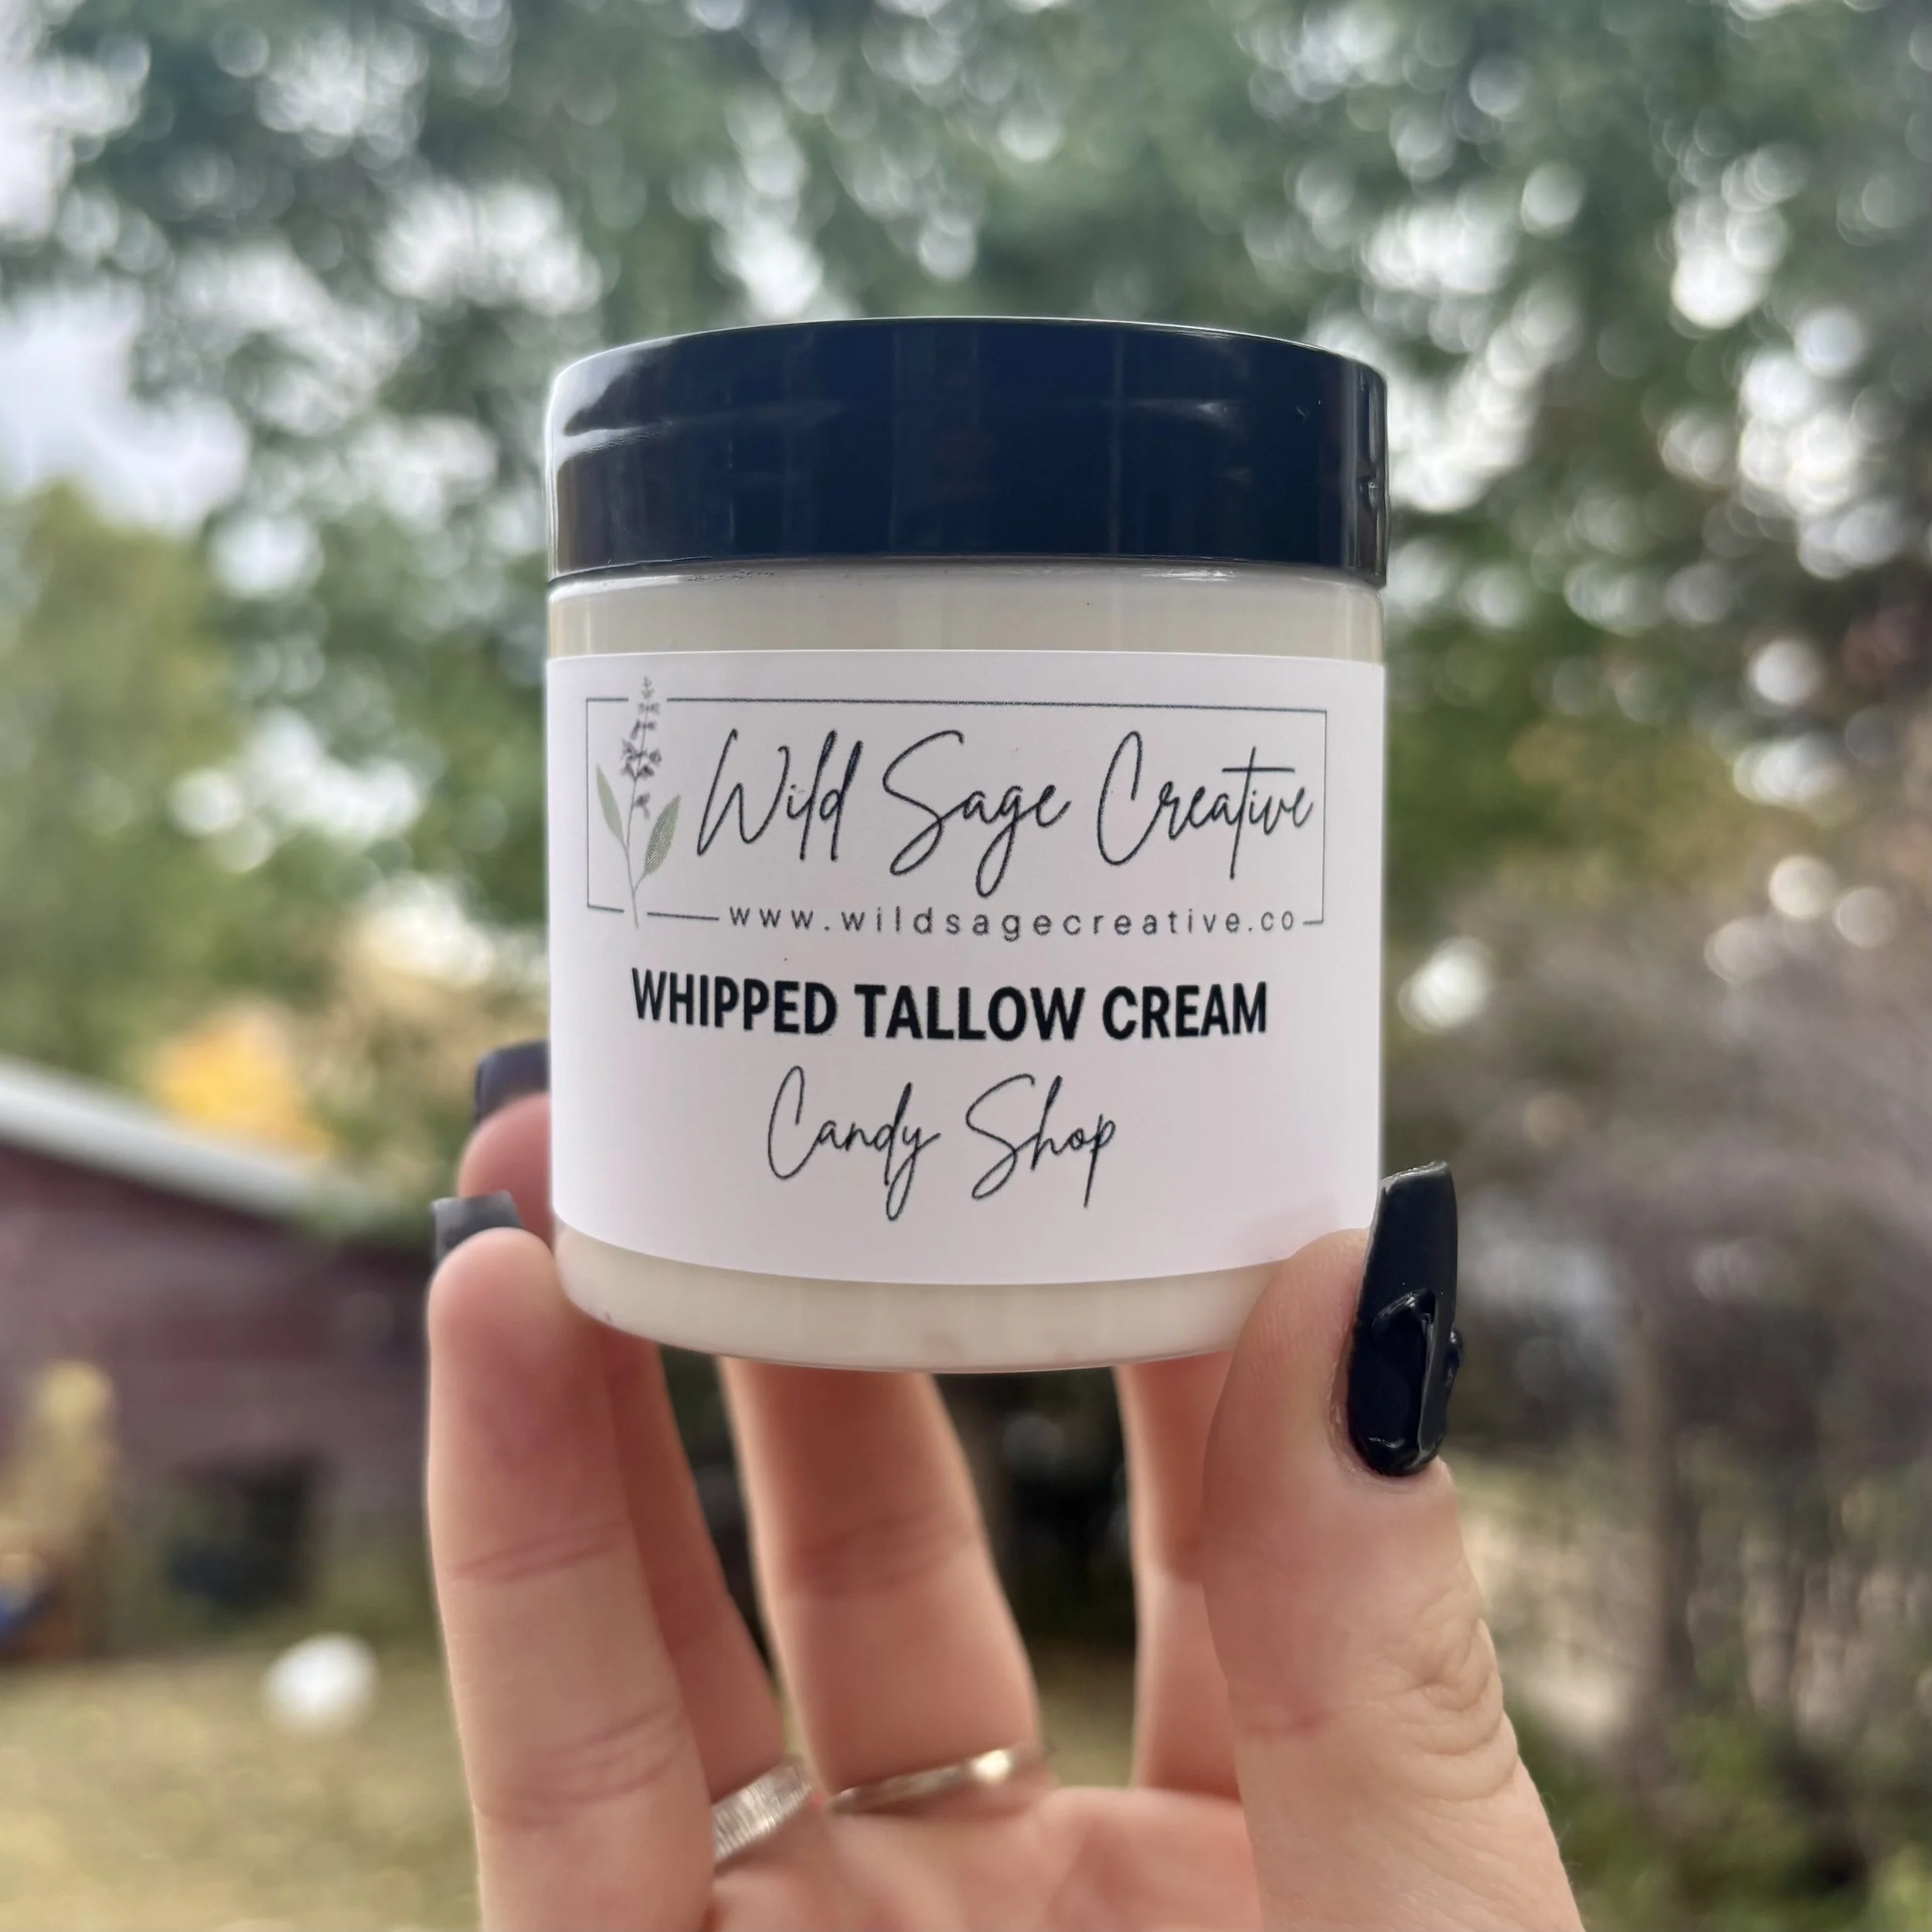 Wild Sage Creative
www.wildsagecreative.co
WHIPPED TALLOW CREAM
Candy Shop